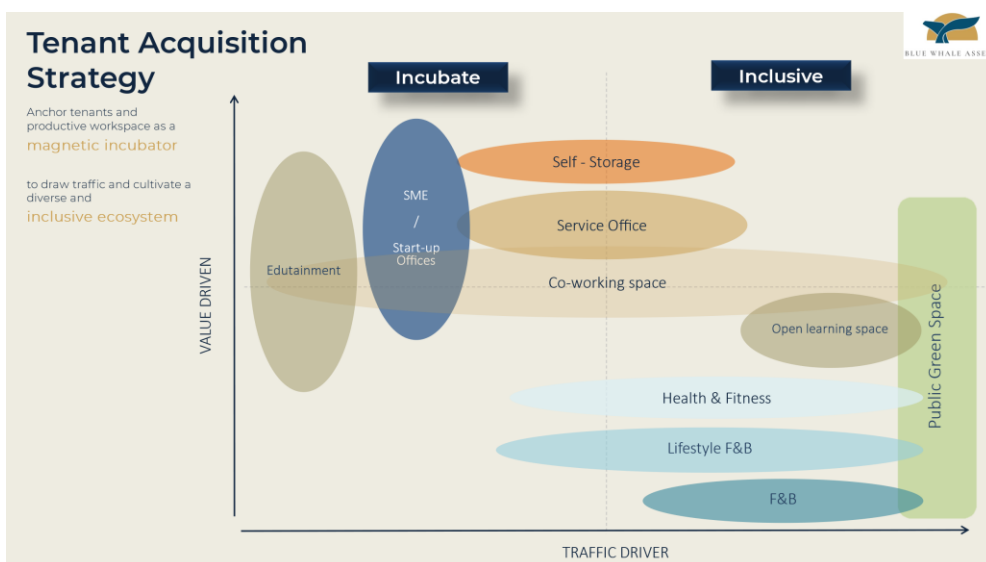 Tenant Acquisition
Strategy
Anchor tenants and
productive workspace as a
magnetic incubator
to draw traffic and cultivate a
diverse and
inclusive ecosystem
BLUE WHALE ASSE
Incubate
Inclusive
VALUE DRIVEN
Edutainment
SME
/
Start-up
Offices
Self - Storage
Service Office
Co-working space
Open learning space
Health & Fitness
Lifestyle F&B
F&B
Public Green Space
TRAFFIC DRIVER